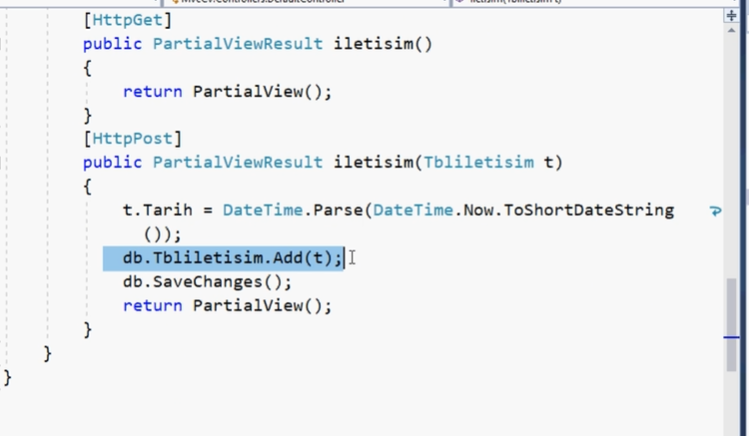 [HttpGet]
public PartialViewResult iletisim()
{
return PartialView();
}
[HttpPost]
public PartialViewResult iletisim(Tbliletisim t)
{
t.Tarih = DateTime.Parse(DateTime.Now.ToShortDateString
());
db.Tbliletisim.Add(t);
db.SaveChanges();
return PartialView();
}
}
}